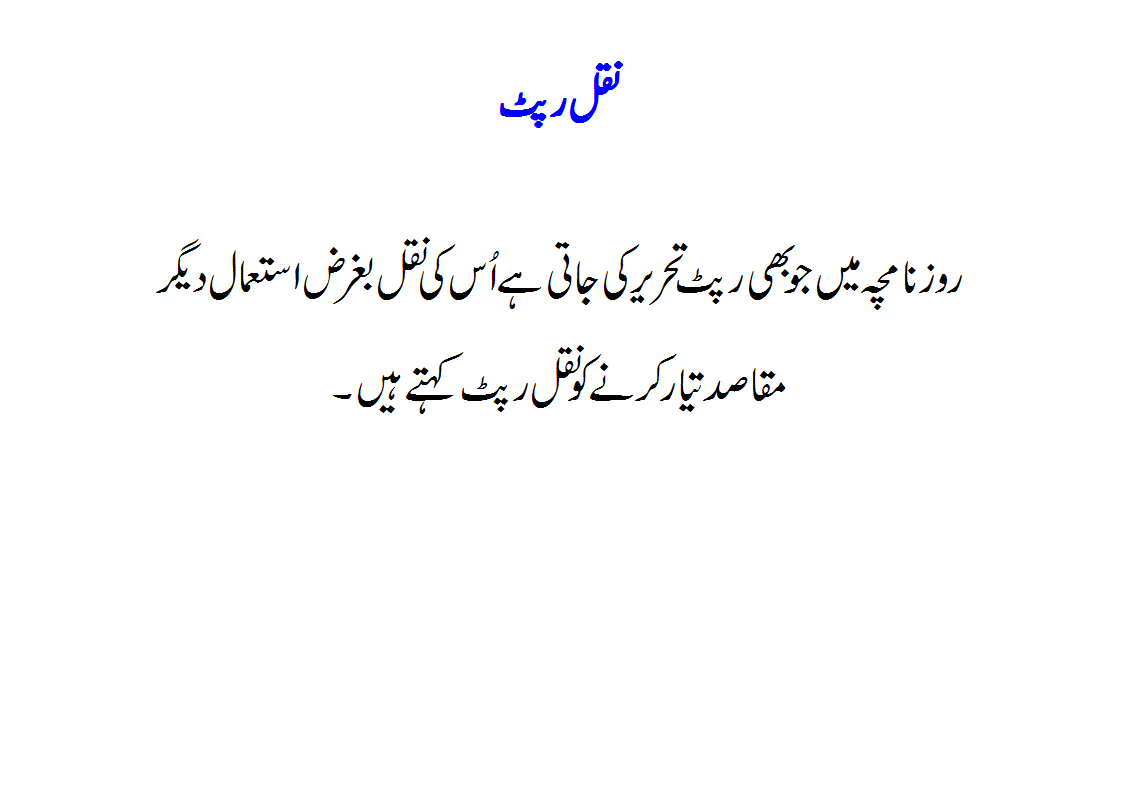 نقل رپٹ
روزنامچہ میں جو بھی رپٹ تحریر کی جاتی ہے اُس کی نقل بغرض استعمال دیگر
مقاصد تیار کرنے کو نقل رپٹ کہتے ہیں ۔